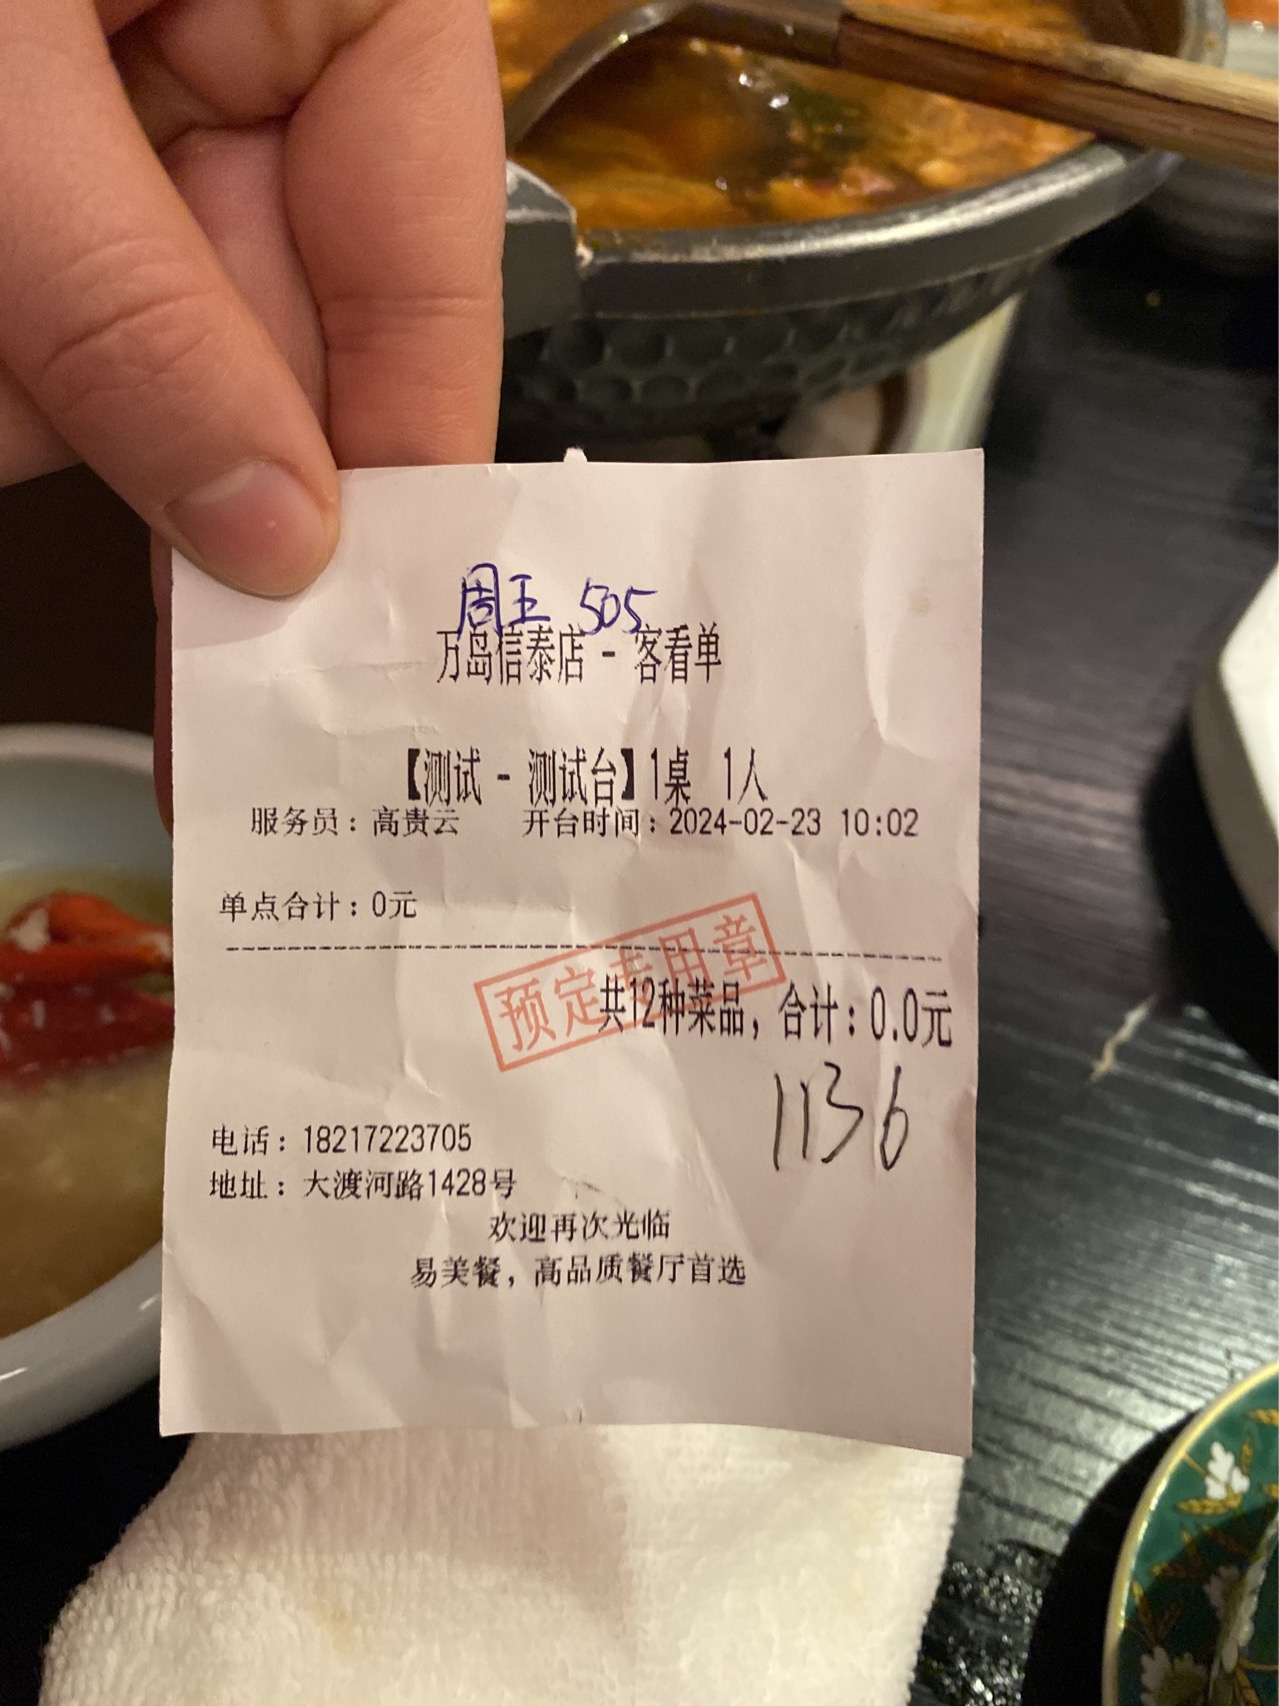 周王 505
万岛信泰店 - 客看单
【测试 - 测试台】1桌 1人
服务员：高贵云 开台时间：2024-02-23 10:02
单点合计：0元
预定专用章
共12种菜品，合计：0.0元
1136
电话：18217223705
地址：大渡河路1428号
欢迎再次光临
易美餐，高品质餐厅首选